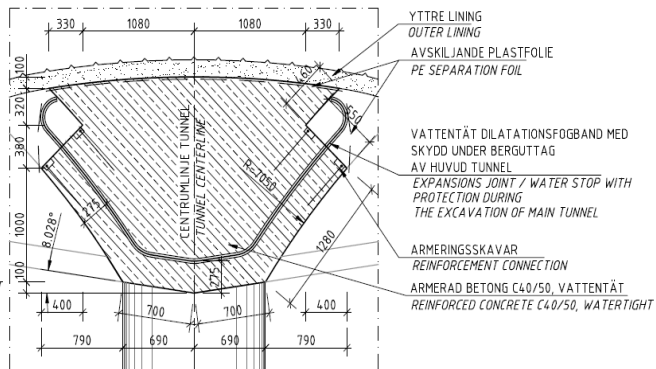 330 1080 1080 330
YTTRE LINING
OUTER LINING
AVSKILJANDE PLASTFOLIE
PE SEPARATION FOIL
100
320
380
1000
100
460
550
VATTENTÄT DILATATIONSFOGBAND MED
SKYDD UNDER BERGUTTAG
AV HUVUD TUNNEL
EXPANSIONS JOINT / WATER STOP WITH
PROTECTION DURING
THE EXCAVATION OF MAIN TUNNEL
CENTRUMLINJE TUNNEL
TUNNEL CENTERLINE
R=7050
275
8.028°
1280
275
ARMERINGSSKAVAR
REINFORCEMENT CONNECTION
ARMERAD BETONG C40/50, VATTENTÄT
REINFORCED CONCRETE C40/50, WATERTIGHT
400 700 700 400
790 690 690 790